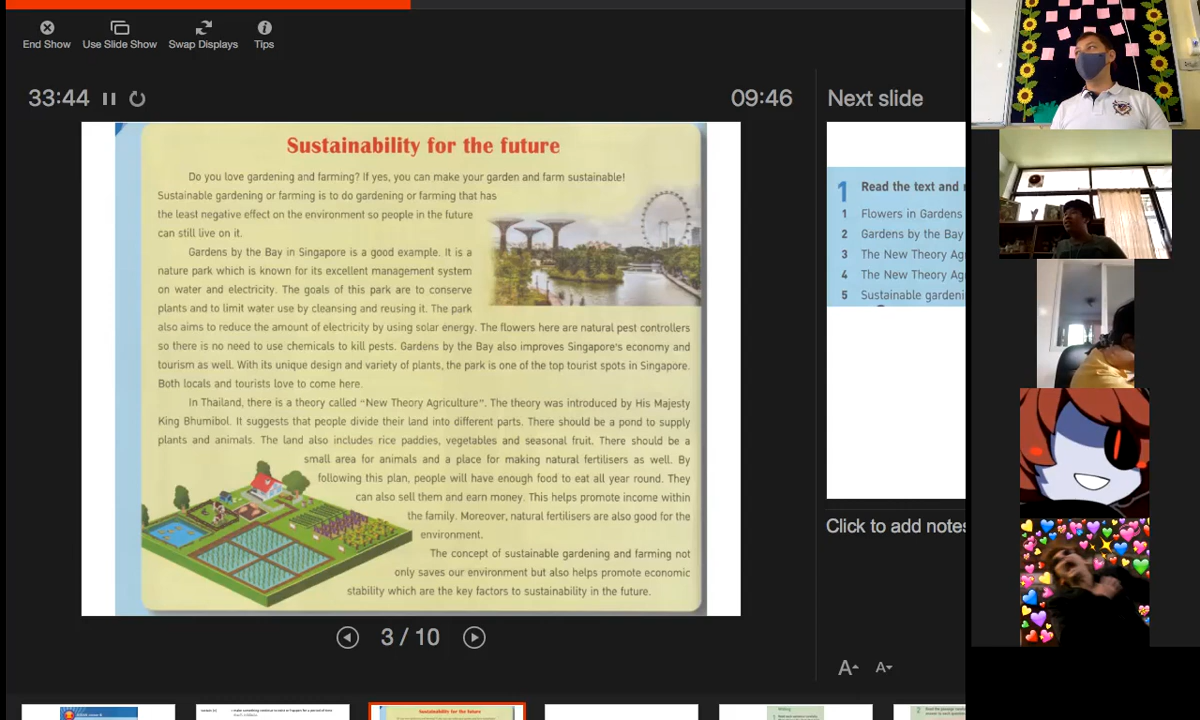 End Show
Use Slide Show
Swap Displays
Tips
33:44
09:46
Next slide
Sustainability for the future
Do you love gardening and farming? If yes, you can make your garden and farm sustainable!
Sustainable gardening or farming is to do gardening or farming that has
the least negative effect on the environment so people in the future
can still live on it.
Gardens by the Bay in Singapore is a good example. It is a
nature park which is known for its excellent management system
on water and electricity. The goals of this park are to conserve
plants and to limit water use by cleansing and reusing it. The park
also aims to reduce the amount of electricity by using solar energy. The flowers here are natural pest controllers
so there is no need to use chemicals to kill pests. Gardens by the Bay also improves Singapore's economy and
tourism as well. With its unique design and variety of plants, the park is one of the top tourist spots in Singapore.
Both locals and tourists love to come here.
In Thailand, there is a theory called "New Theory Agriculture". The theory was introduced by His Majesty
King Bhumibol. It suggests that people divide their land into different parts. There should be a pond to supply
plants and animals. The land also includes rice paddies, vegetables and seasonal fruit. There should be a
small area for animals and a place for making natural fertilisers as well. By
following this plan, people will have enough food to eat all year round. They
can also sell them and earn money. This helps promote income within
the family. Moreover, natural fertilisers are also good for the
environment.
The concept of sustainable gardening and farming not
only saves our environment but also helps promote economic
stability which are the key factors to sustainability in the future.
1 Read the text and
1 Flowers in Gardens
2 Gardens by the Bay
3 The New Theory Ag
4 The New Theory Ag
5 Sustainable gardeni
Click to add notes
3 / 10
A A
Sustainability for the future